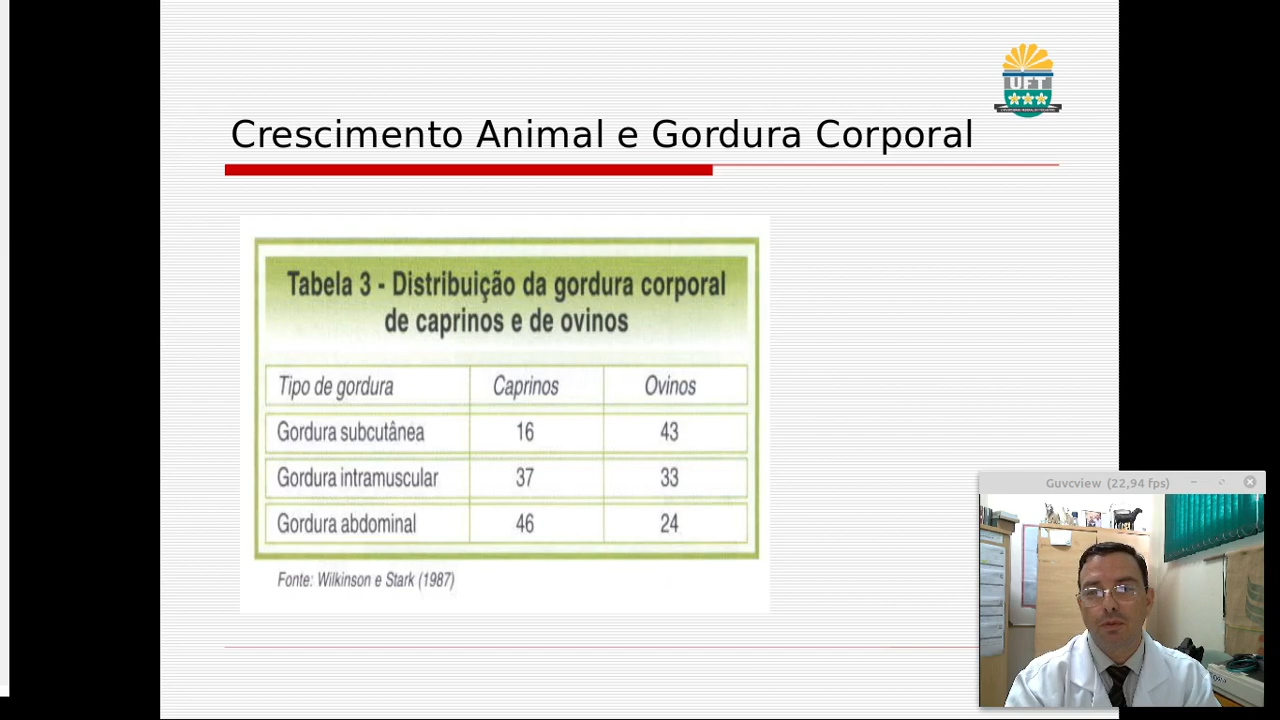 UFT
Crescimento Animal e Gordura Corporal
Tabela 3 - Distribuição da gordura corporal
de caprinos e de ovinos
Tipo de gordura Caprinos Ovinos
Gordura subcutânea 16 43
Gordura intramuscular 37 33
Gordura abdominal 46 24
Fonte: Wilkinson e Stark (1987)
Guvcview (22,94 fps)